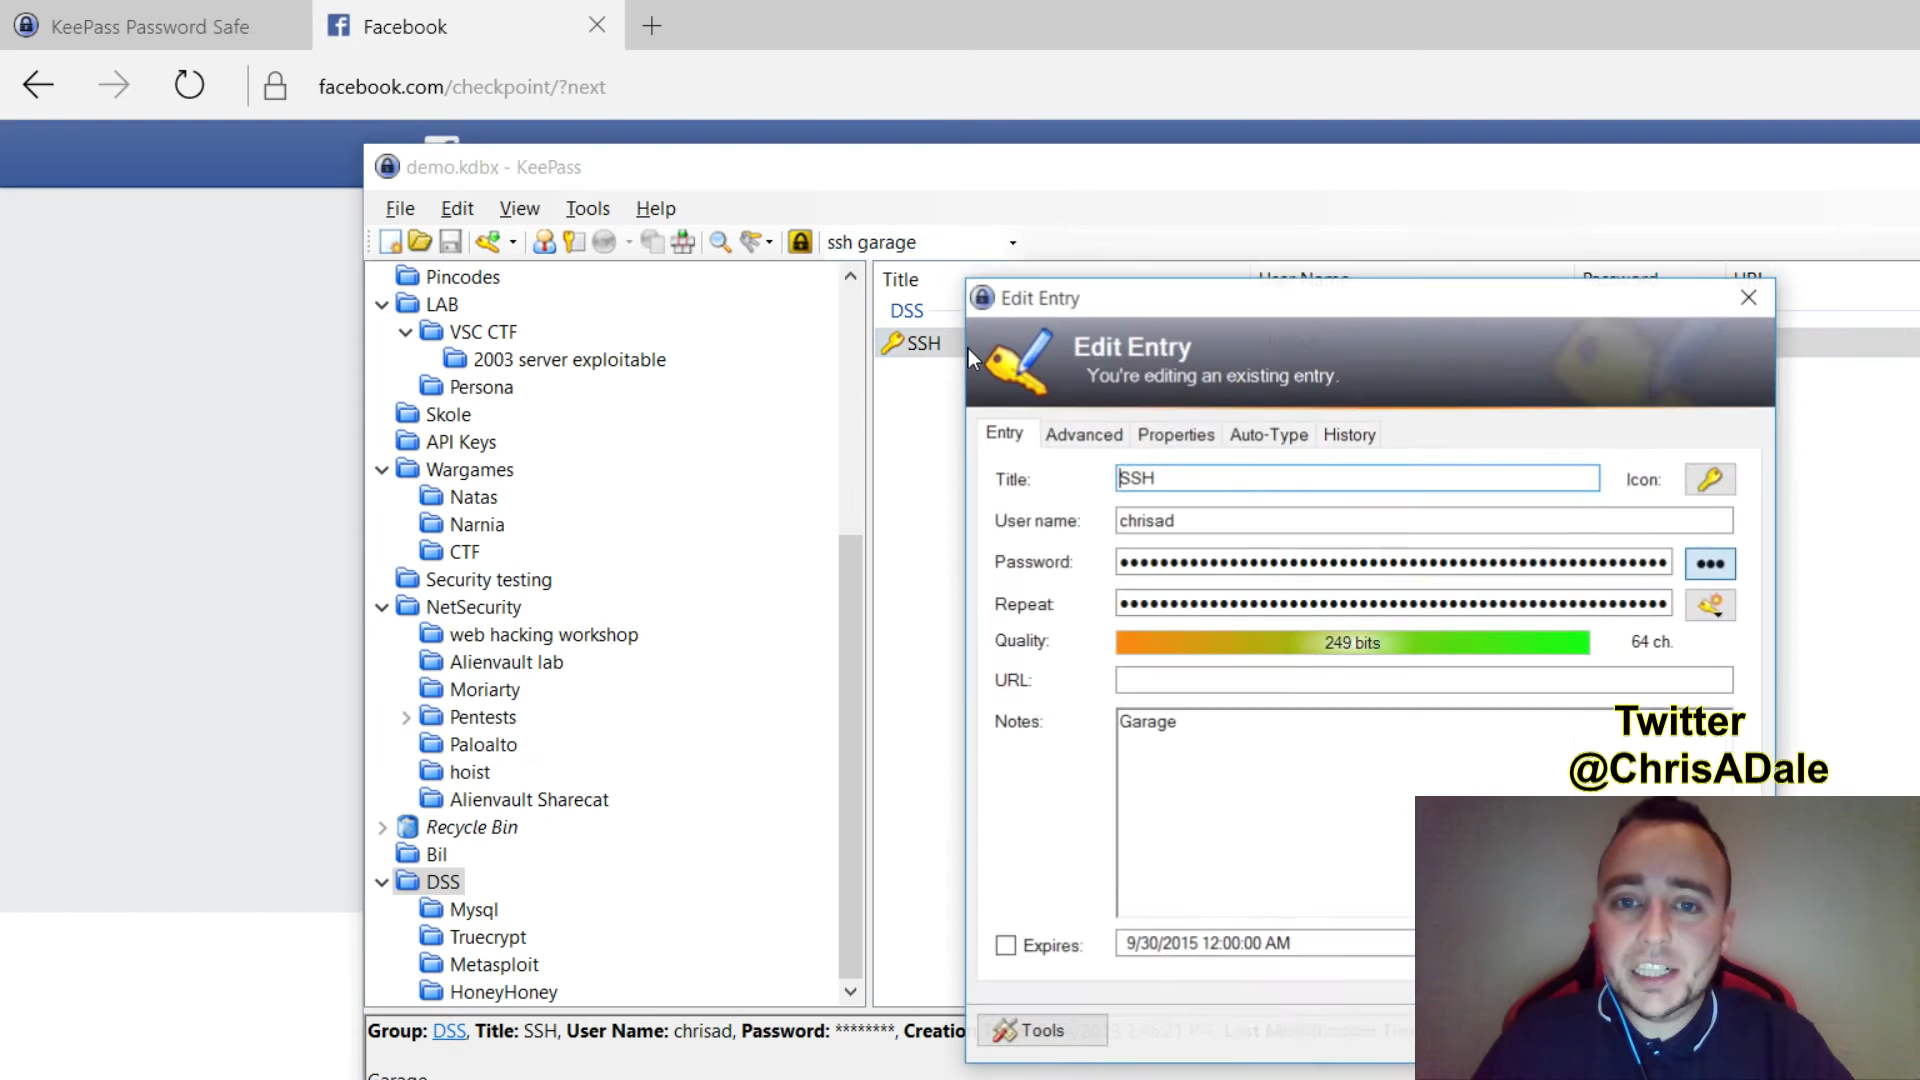 KeePass Password Safe
Facebook
facebook.com/checkpoint/?next
demo.kdbx - KeePass
File Edit View Tools Help
ssh garage
Pincodes
LAB
VSC CTF
2003 server exploitable
Persona
Skole
API Keys
Wargames
Natas
Narnia
CTF
Security testing
NetSecurity
web hacking workshop
Alienvault lab
Moriarty
Pentests
Paloalto
hoist
Alienvault Sharecat
Recycle Bin
Bil
DSS
Mysql
Truecrypt
Metasploit
HoneyHoney
Title User Name Password URL
DSS
SSH
Edit Entry
Edit Entry
You're editing an existing entry.
Entry Advanced Properties Auto-Type History
Title: SSH Icon:
User name: chrisad
Password: 
Repeat: 
Quality: 249 bits 64 ch.
URL:
Notes: Garage
Expires: 9/30/2015 12:00:00 AM
Tools
Twitter
@ChrisADale
Group: DSS, Title: SSH, User Name: chrisad, Password: ********, Creatio
Garage